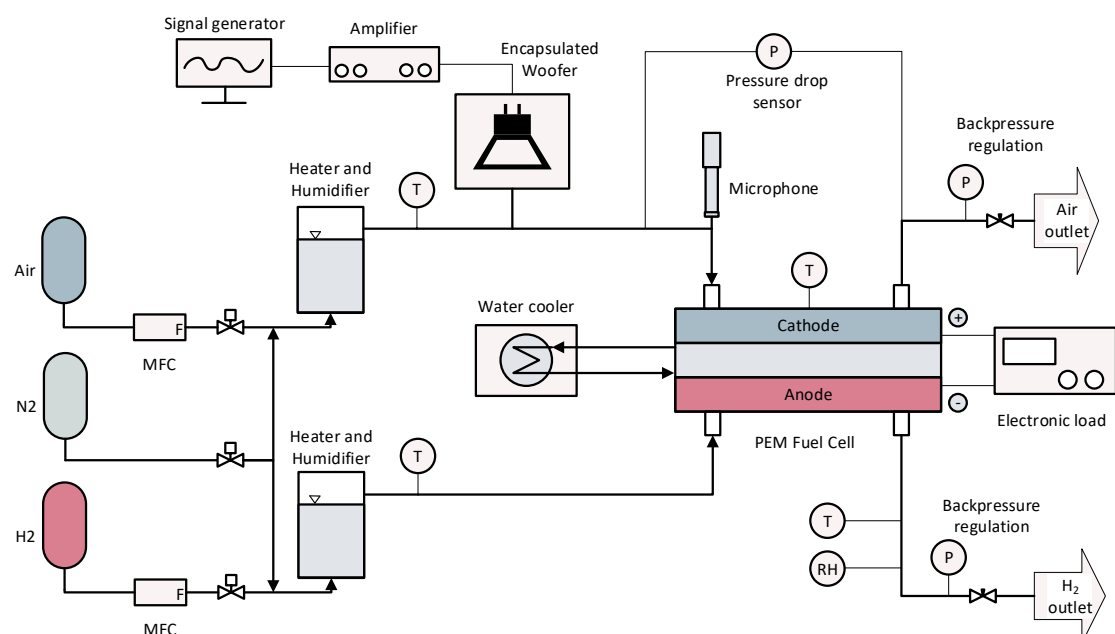 Signal generator
Amplifier
Encapsulated
Woofer
P
Pressure drop
sensor
Backpressure
regulation
P
Air
outlet
Heater and
Humidifier
T
Microphone
Air
F
MFC
Water cooler
T
Cathode
+
Anode
-
Electronic load
PEM Fuel Cell
N2
Heater and
Humidifier
T
H2
F
MFC
T
RH
Backpressure
regulation
P
H₂
outlet